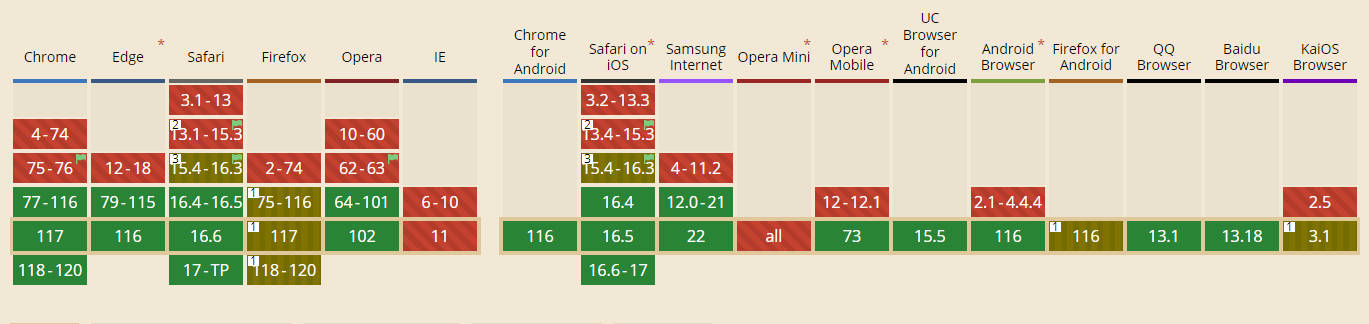 Chrome
Edge *
Safari
Firefox
Opera
IE
Chrome
for
Android
Safari on *
iOS
Samsung
Internet
Opera Mini *
Opera *
Mobile
UC
Browser
for
Android
Android *
Browser
Firefox for
Android
QQ
Browser
Baidu
Browser
KaiOS
Browser
3.1-13
3.2-13.3
4-74
2
13.1-15.3
10-60
2
13.4-15.3
75-76
12-18
3
15.4-16.3
2-74
62-63
3
15.4-16.3
4-11.2
77-116
79-115
16.4-16.5
1
75-116
64-101
6-10
16.4
12.0-21
12-12.1
2.1-4.4.4
2.5
117
116
16.6
1
117
102
11
116
16.5
22
all
73
15.5
116
1
116
13.1
13.18
1
3.1
118-120
17-TP
1
118-120
16.6-17